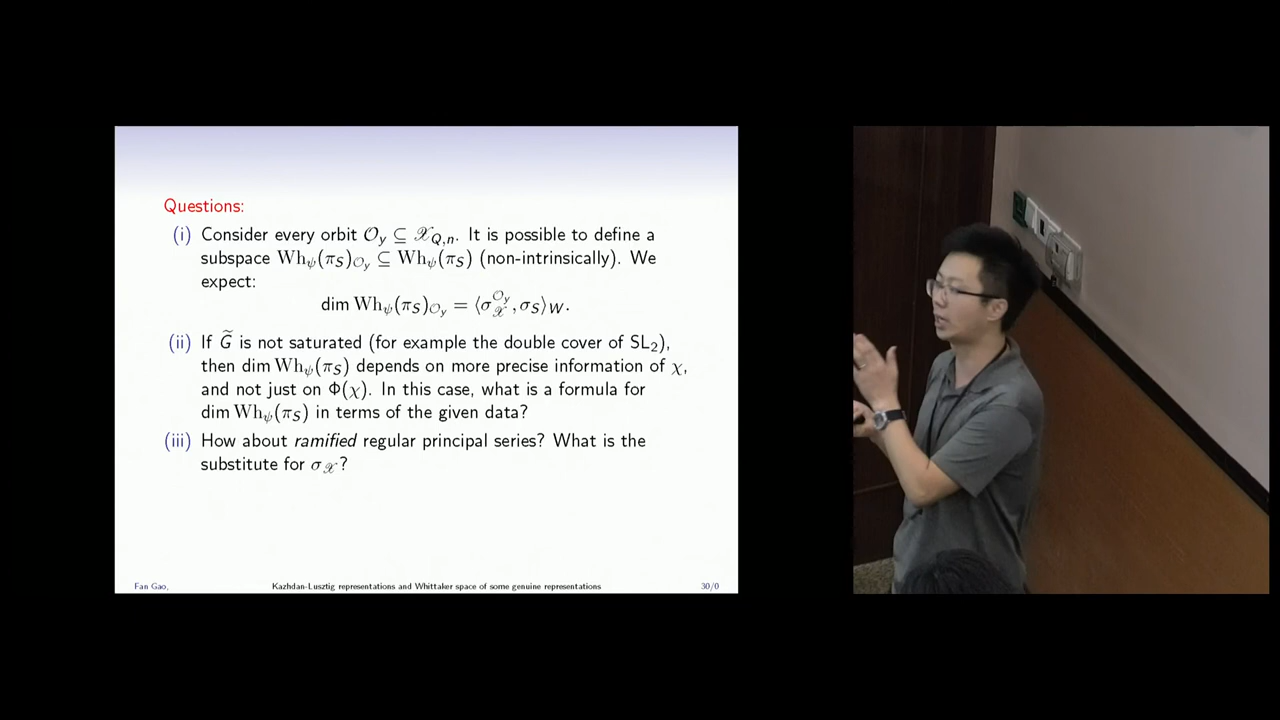 Questions:
(i) Consider every orbit 𝒪_y ⊆ 𝒳_{Q,n}. It is possible to define a
subspace Wh_ψ(π_S)_{𝒪_y} ⊆ Wh_ψ(π_S) (non-intrinsically). We
expect:
dim Wh_ψ(π_S)_{𝒪_y} = ⟨σ_𝒳^{𝒪_y}, σ_S⟩_W.
(ii) If G̃ is not saturated (for example the double cover of SL₂),
then dim Wh_ψ(π_S) depends on more precise information of χ,
and not just on Φ(χ). In this case, what is a formula for
dim Wh_ψ(π_S) in terms of the given data?
(iii) How about ramified regular principal series? What is the
substitute for σ_𝒳?
Fan Gao, Kazhdan-Lusztig representations and Whittaker space of some genuine representations 30/0